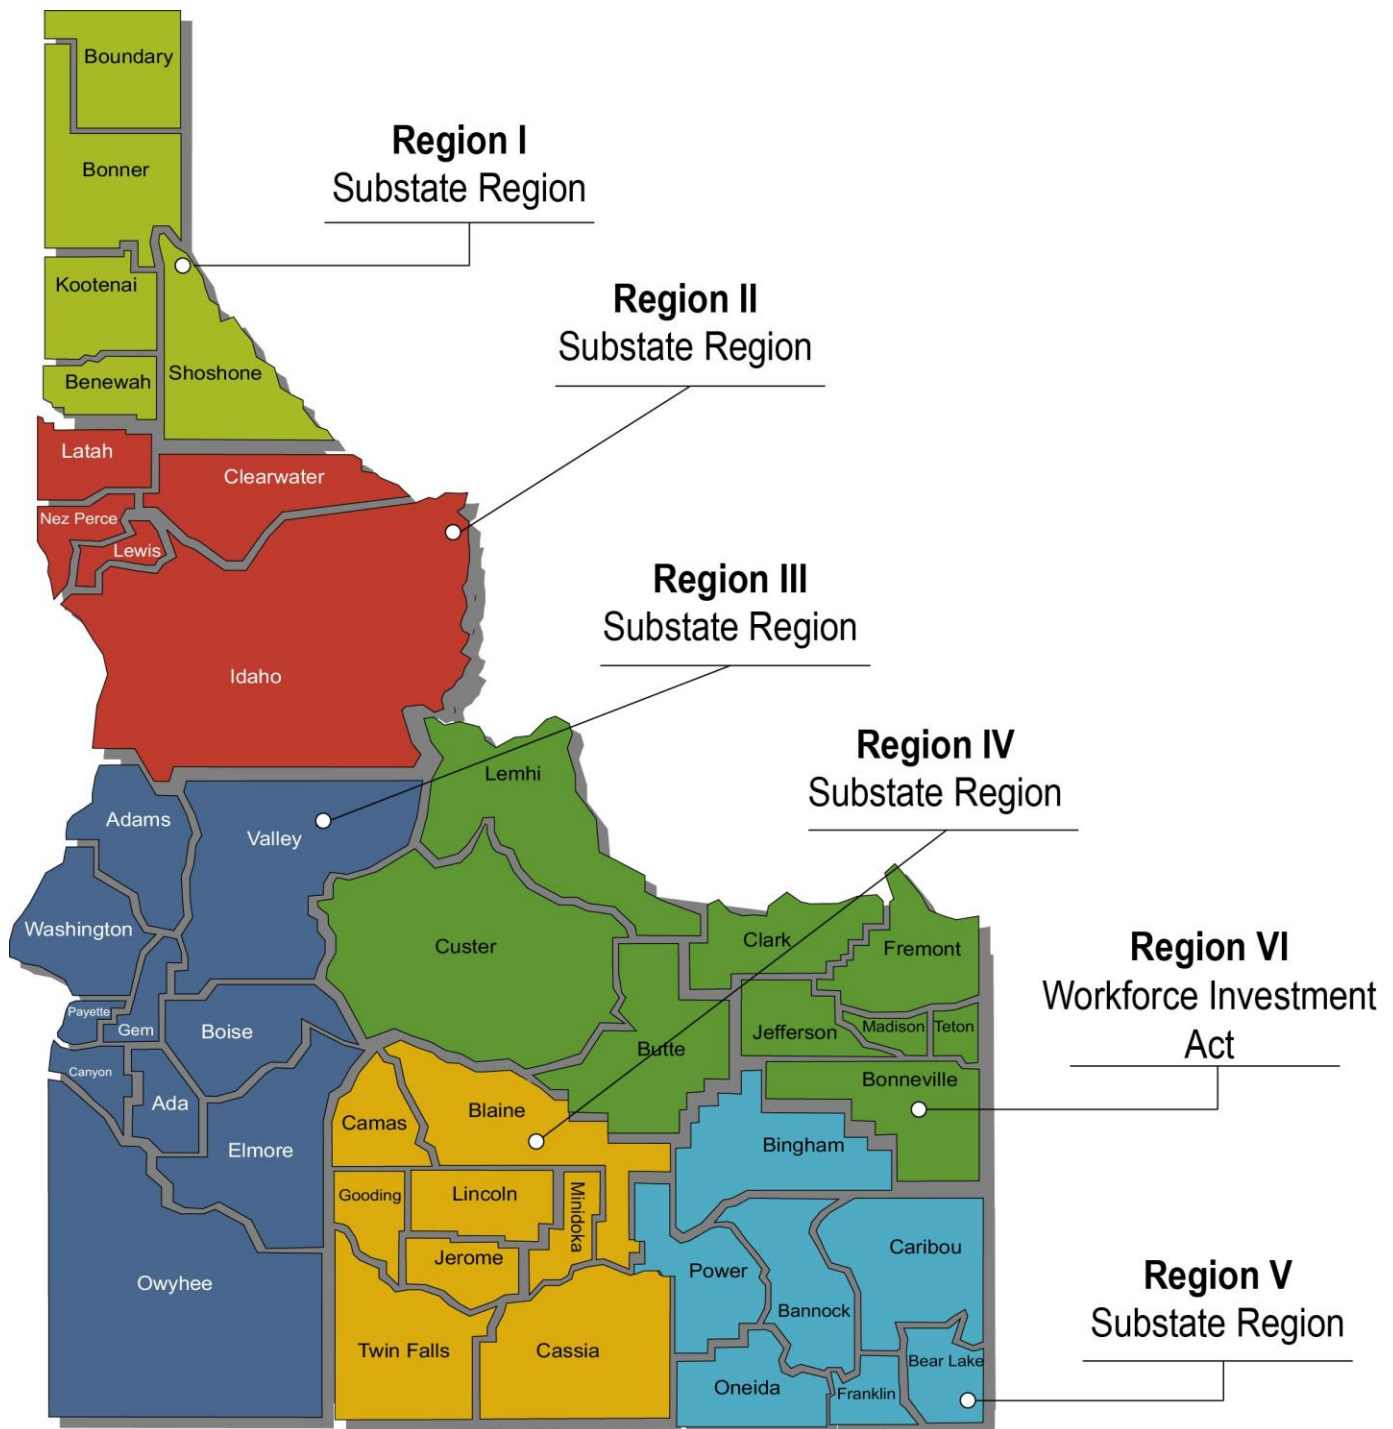 Boundary
Bonner
Region I
Substate Region
Kootenai
Region II
Substate Region
Shoshone
Benewah
Latah
Clearwater
Nez Perce
Lewis
Region III
Substate Region
Idaho
Region IV
Substate Region
Lemhi
Adams
Valley
Washington
Custer
Clark
Fremont
Region VI
Workforce Investment
Act
Payette
Gem
Boise
Butte
Jefferson
Madison
Teton
Canyon
Ada
Bonneville
Camas
Blaine
Elmore
Bingham
Gooding
Lincoln
Minidoka
Jerome
Caribou
Owyhee
Power
Bannock
Region V
Substate Region
Twin Falls
Cassia
Bear Lake
Oneida
Franklin